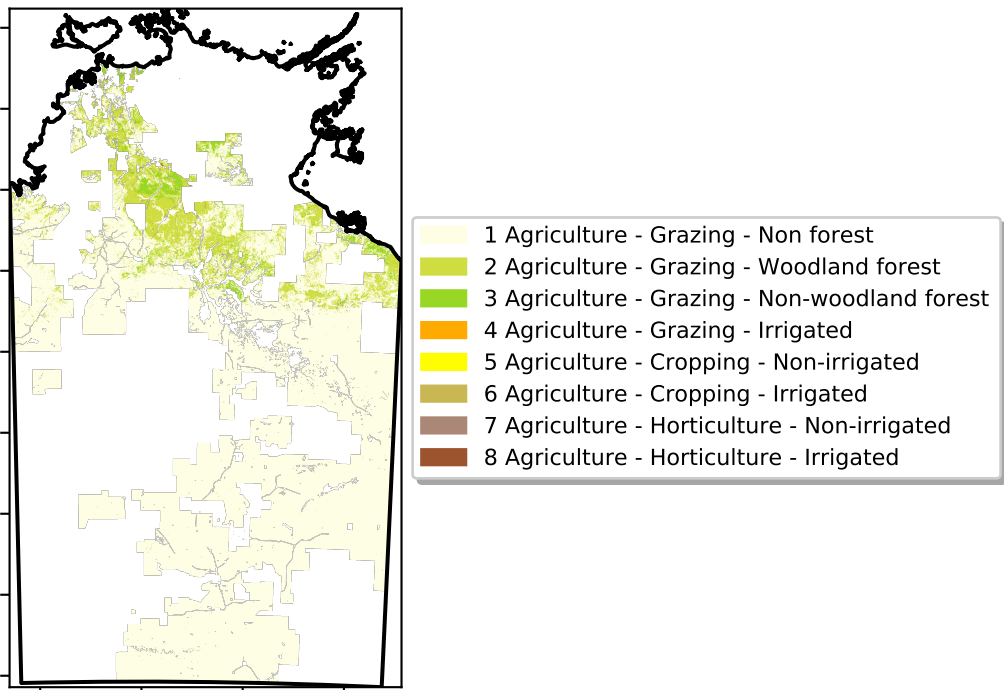 1 Agriculture - Grazing - Non forest
2 Agriculture - Grazing - Woodland forest
3 Agriculture - Grazing - Non-woodland forest
4 Agriculture - Grazing - Irrigated
5 Agriculture - Cropping - Non-irrigated
6 Agriculture - Cropping - Irrigated
7 Agriculture - Horticulture - Non-irrigated
8 Agriculture - Horticulture - Irrigated